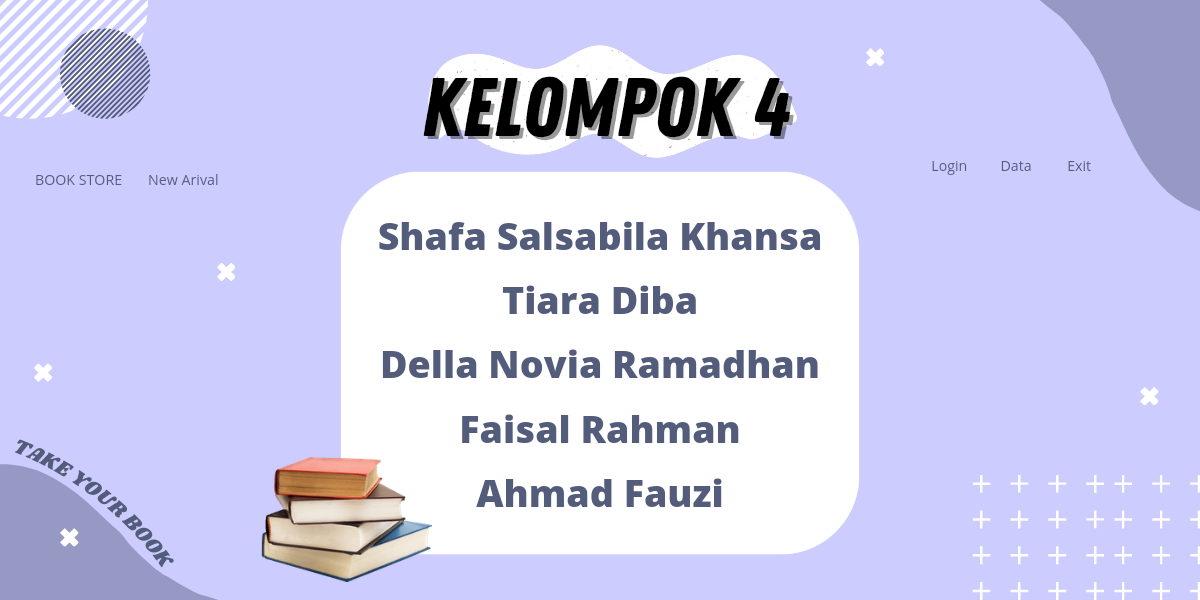 KELOMPOK 4
BOOK STORE New Arival
Login Data Exit
Shafa Salsabila Khansa
Tiara Diba
Della Novia Ramadhan
Faisal Rahman
Ahmad Fauzi
TAKE YOUR BOOK